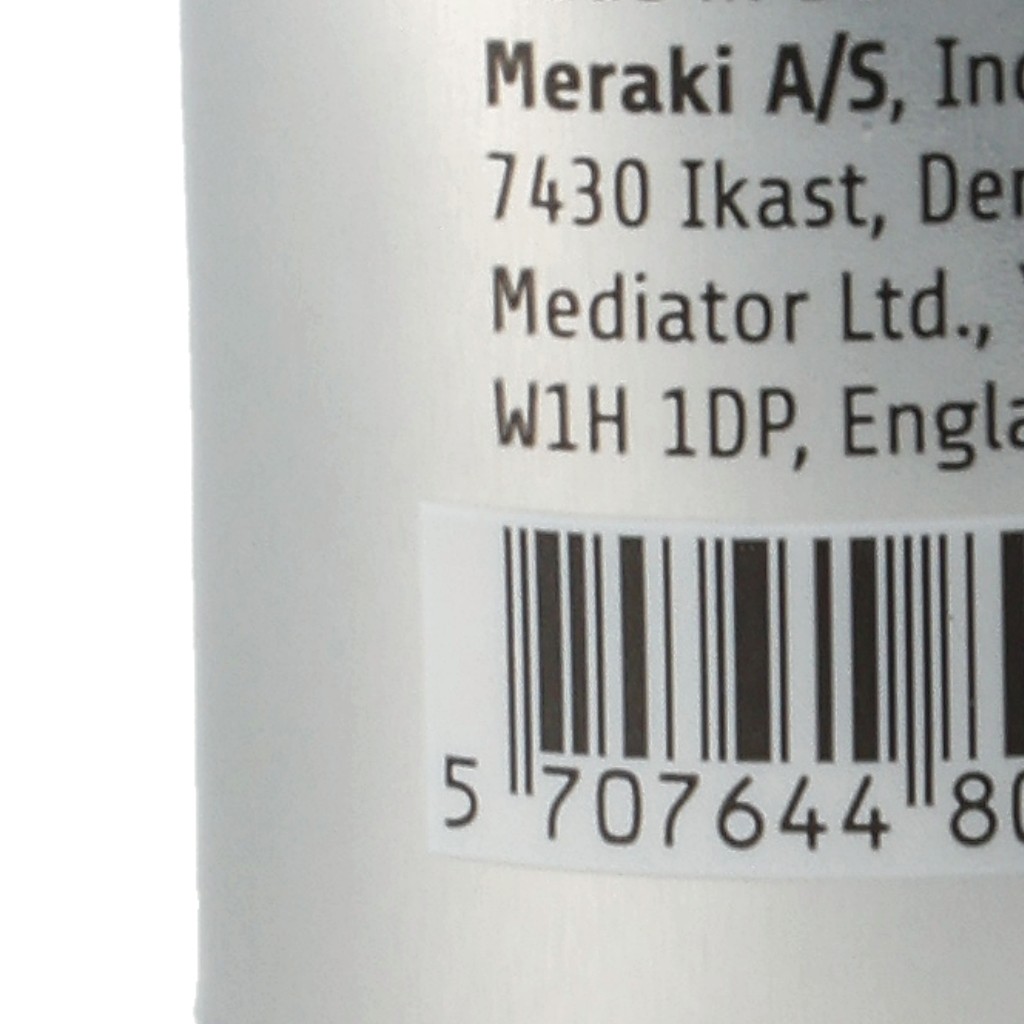 Meraki A/S,
7430 Ikast,
Mediator Ltd.,
W1H 1DP,
5 707644